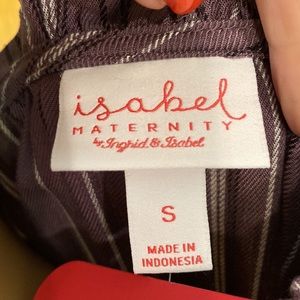 isabel
MATERNITY
by Ingrid & Isabel
S
MADE IN
INDONESIA